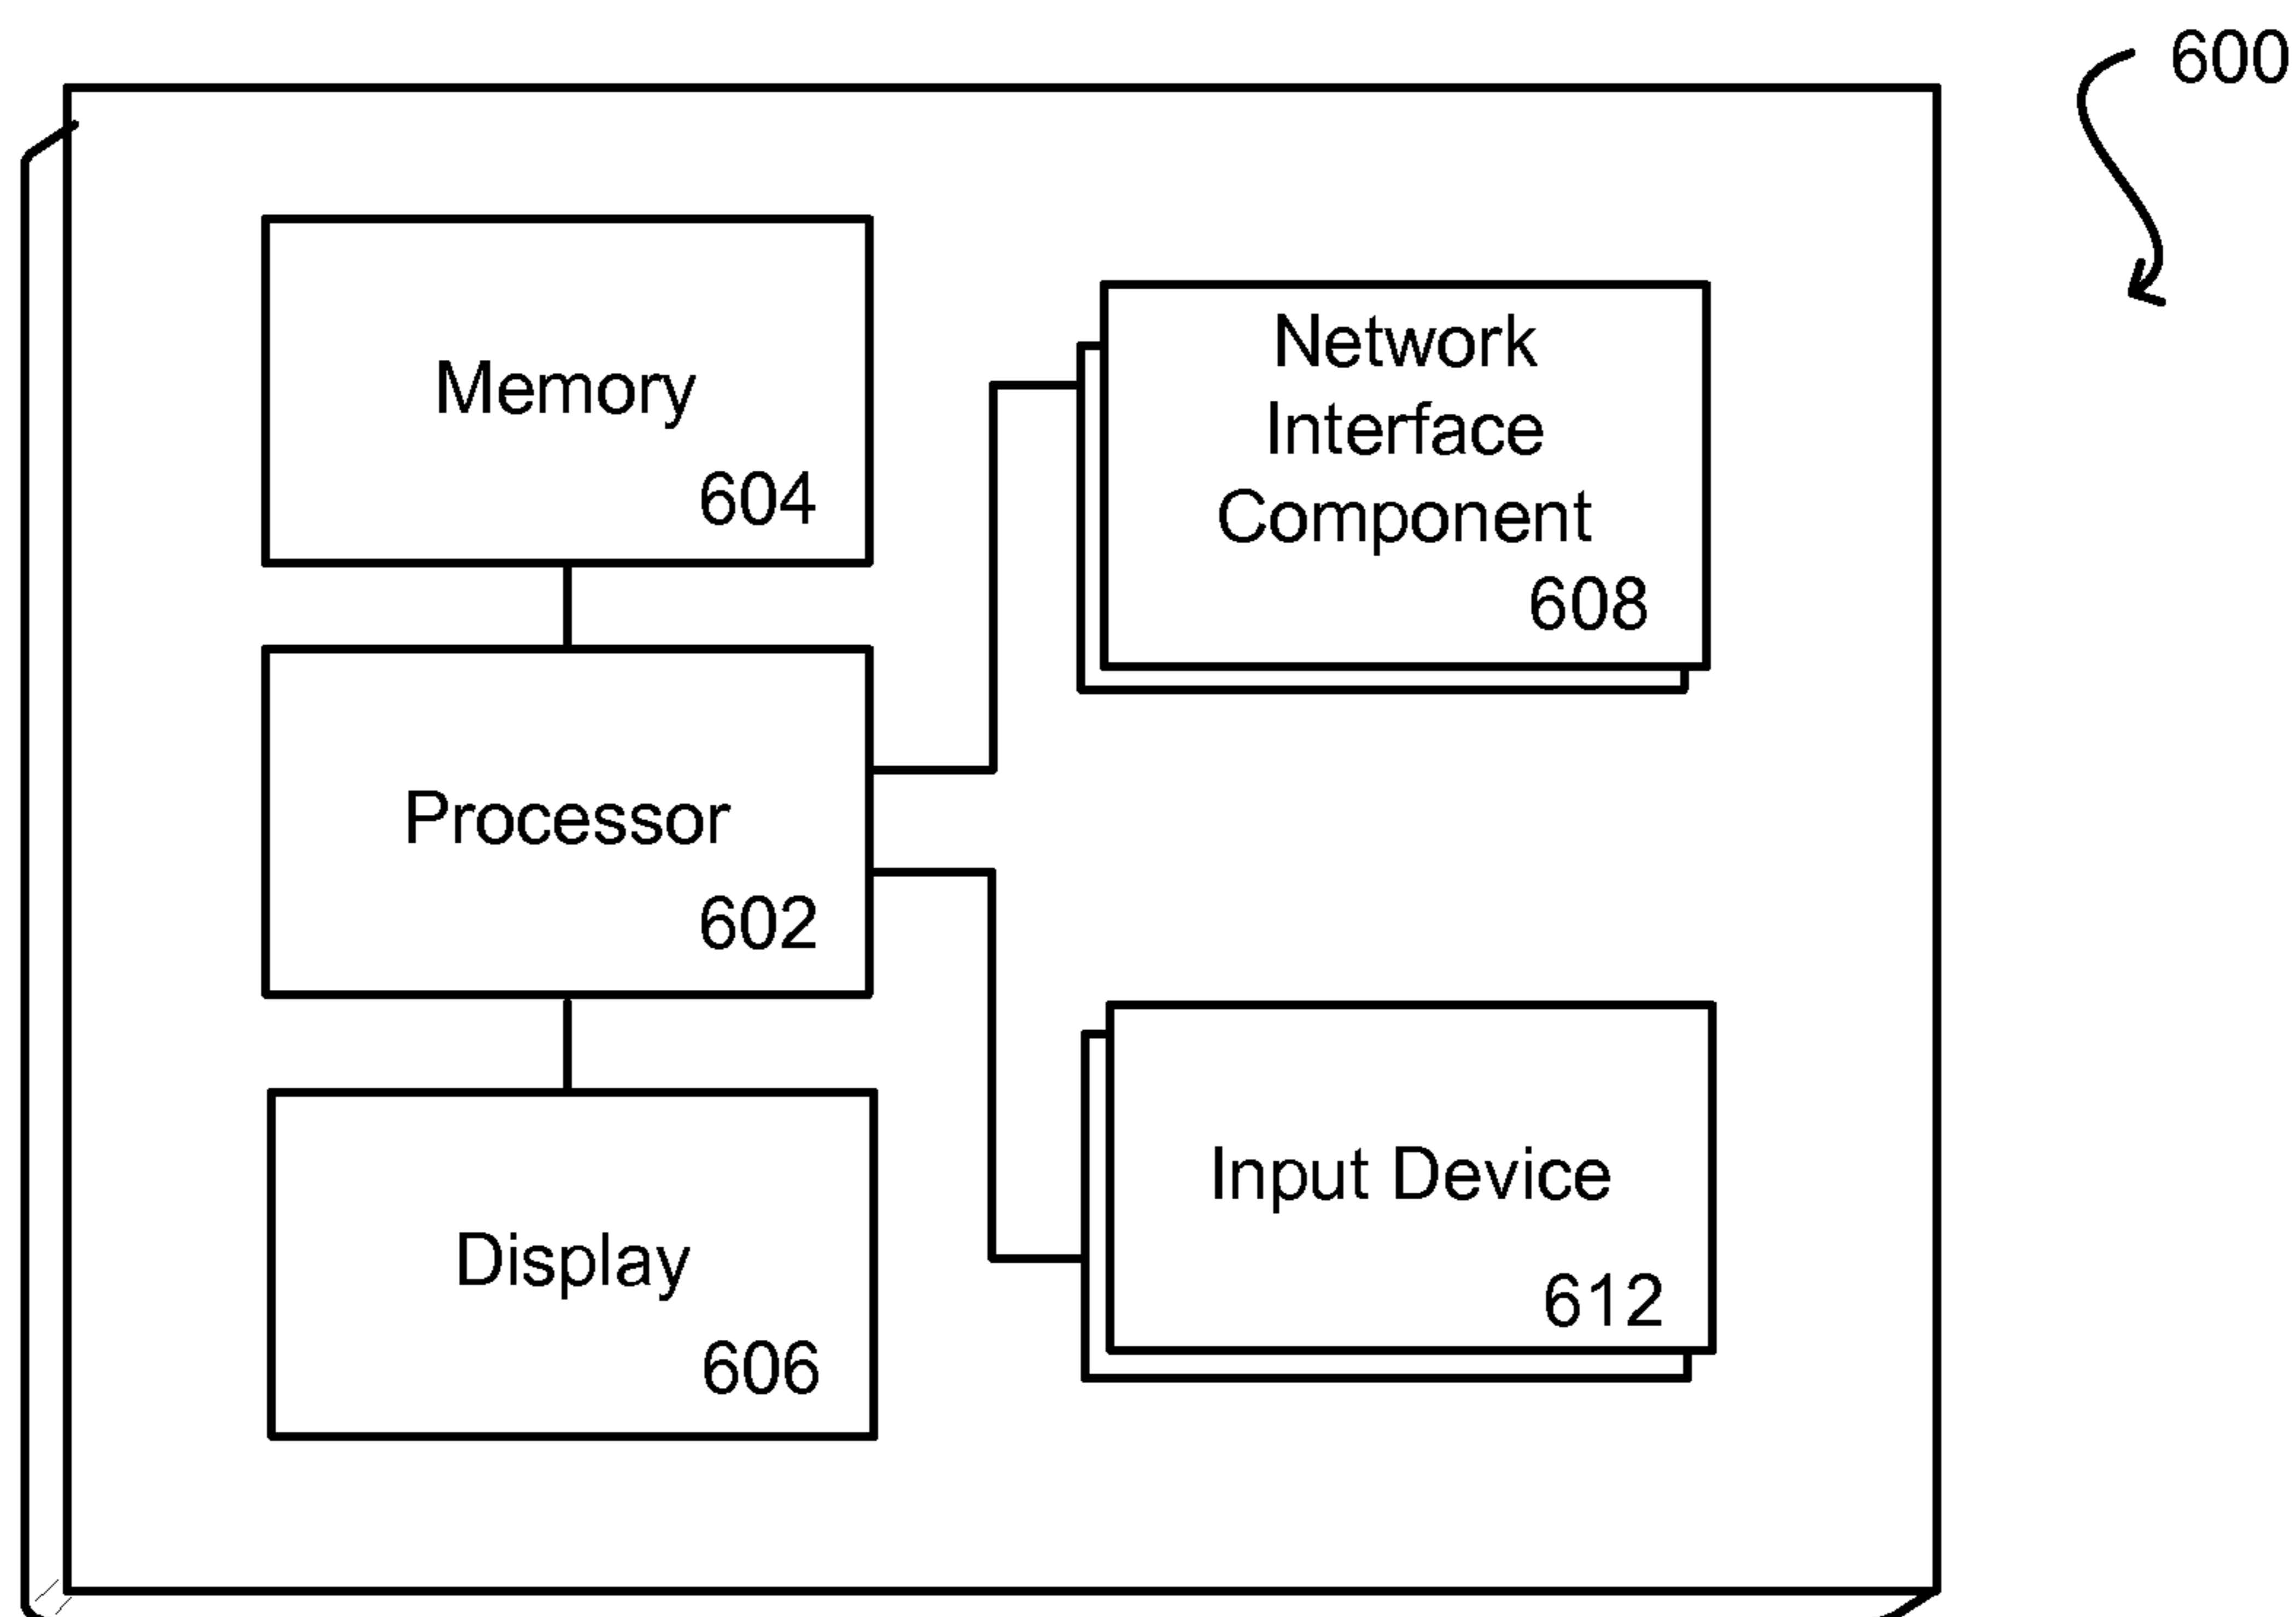 600
Memory
604
Network
Interface
Component
608
Processor
602
Input Device
612
Display
606